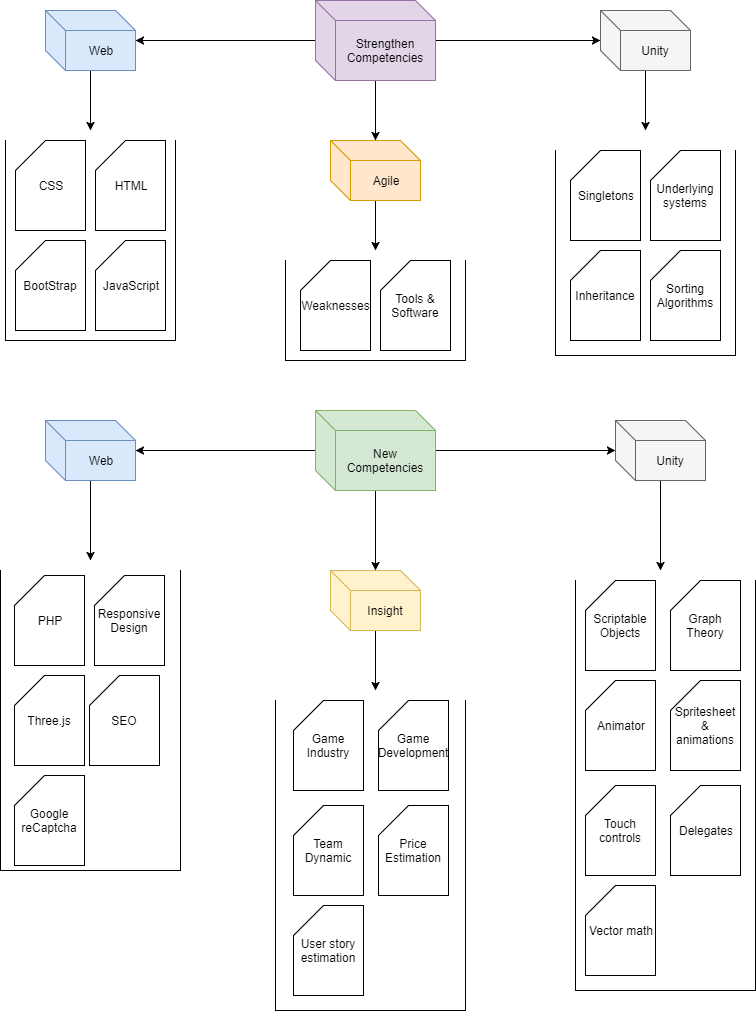 Web
Strengthen
Competencies
Unity
CSS
HTML
BootStrap
JavaScript
Agile
Weaknesses
Tools &
Software
Singletons
Underlying
systems
Inheritance
Sorting
Algorithms
Web
New
Competencies
Unity
PHP
Responsive
Design
Three.js
SEO
Google
reCaptcha
Insight
Game
Industry
Game
Development
Team
Dynamic
Price
Estimation
User story
estimation
Scriptable
Objects
Graph
Theory
Animator
Spritesheet
&
animations
Touch
controls
Delegates
Vector math